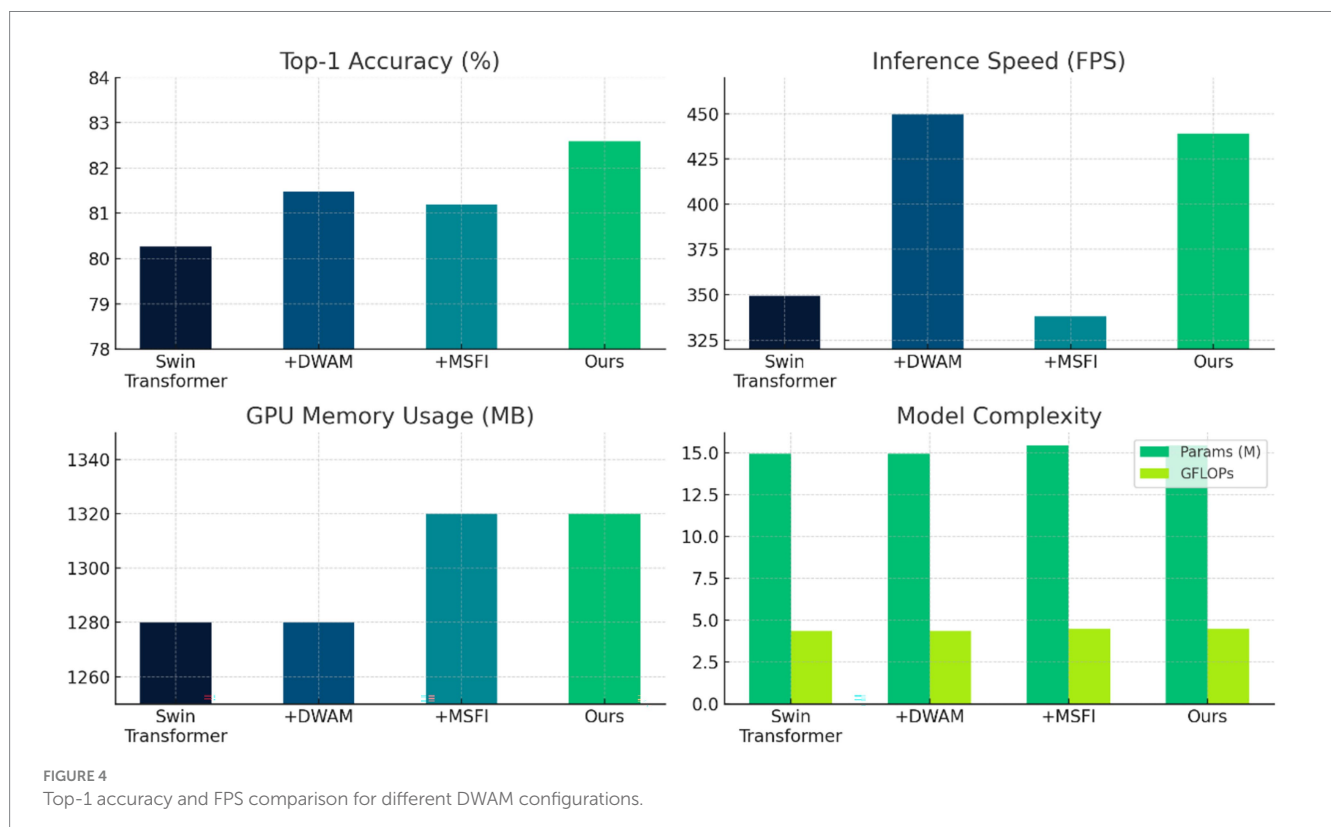 Top-1 Accuracy (%)
84
83
82
81
80
79
78
Swin
Transformer
+DWAM
+MSFI
Ours
Inference Speed (FPS)
450
425
400
375
350
325
Swin
Transformer
+DWAM
+MSFI
Ours
GPU Memory Usage (MB)
1340
1320
1300
1280
1260
Swin
Transformer
+DWAM
+MSFI
Ours
Model Complexity
15.0
12.5
10.0
7.5
5.0
2.5
0.0
Params (M)
GFLOPs
Swin
Transformer
+DWAM
+MSFI
Ours
FIGURE 4
Top-1 accuracy and FPS comparison for different DWAM configurations.